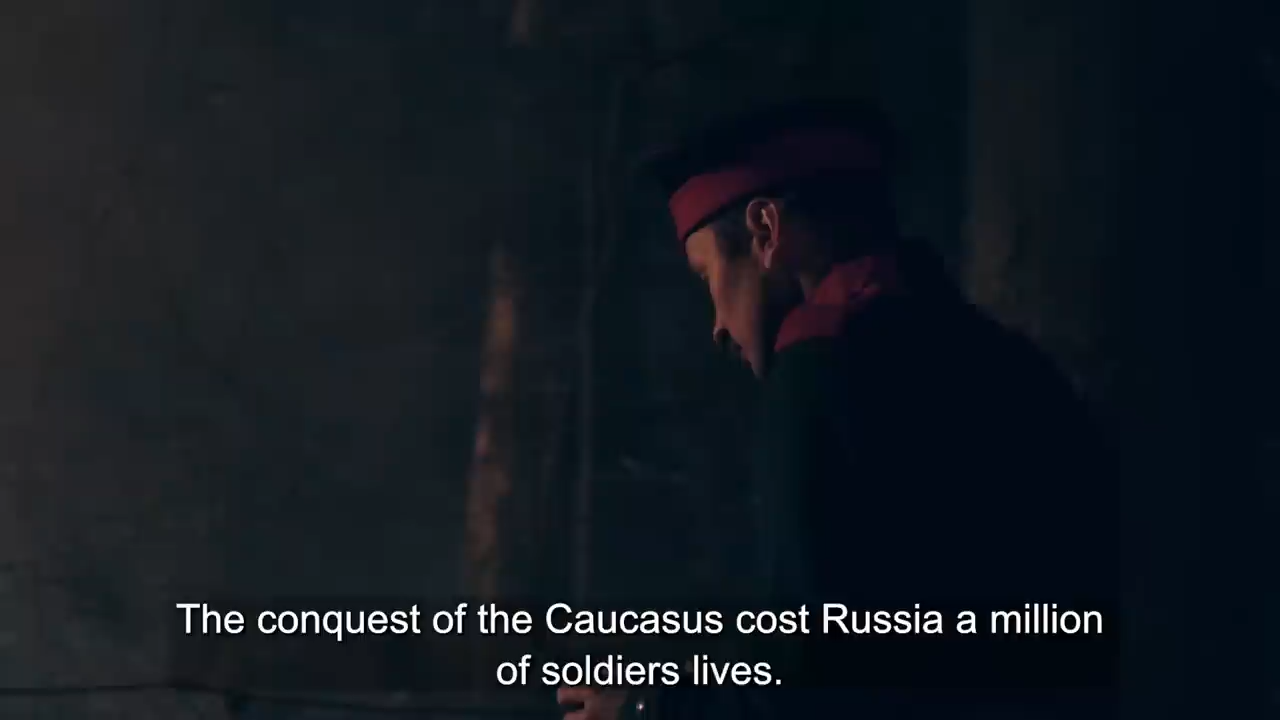 The conquest of the Caucasus cost Russia a million
of soldiers lives.